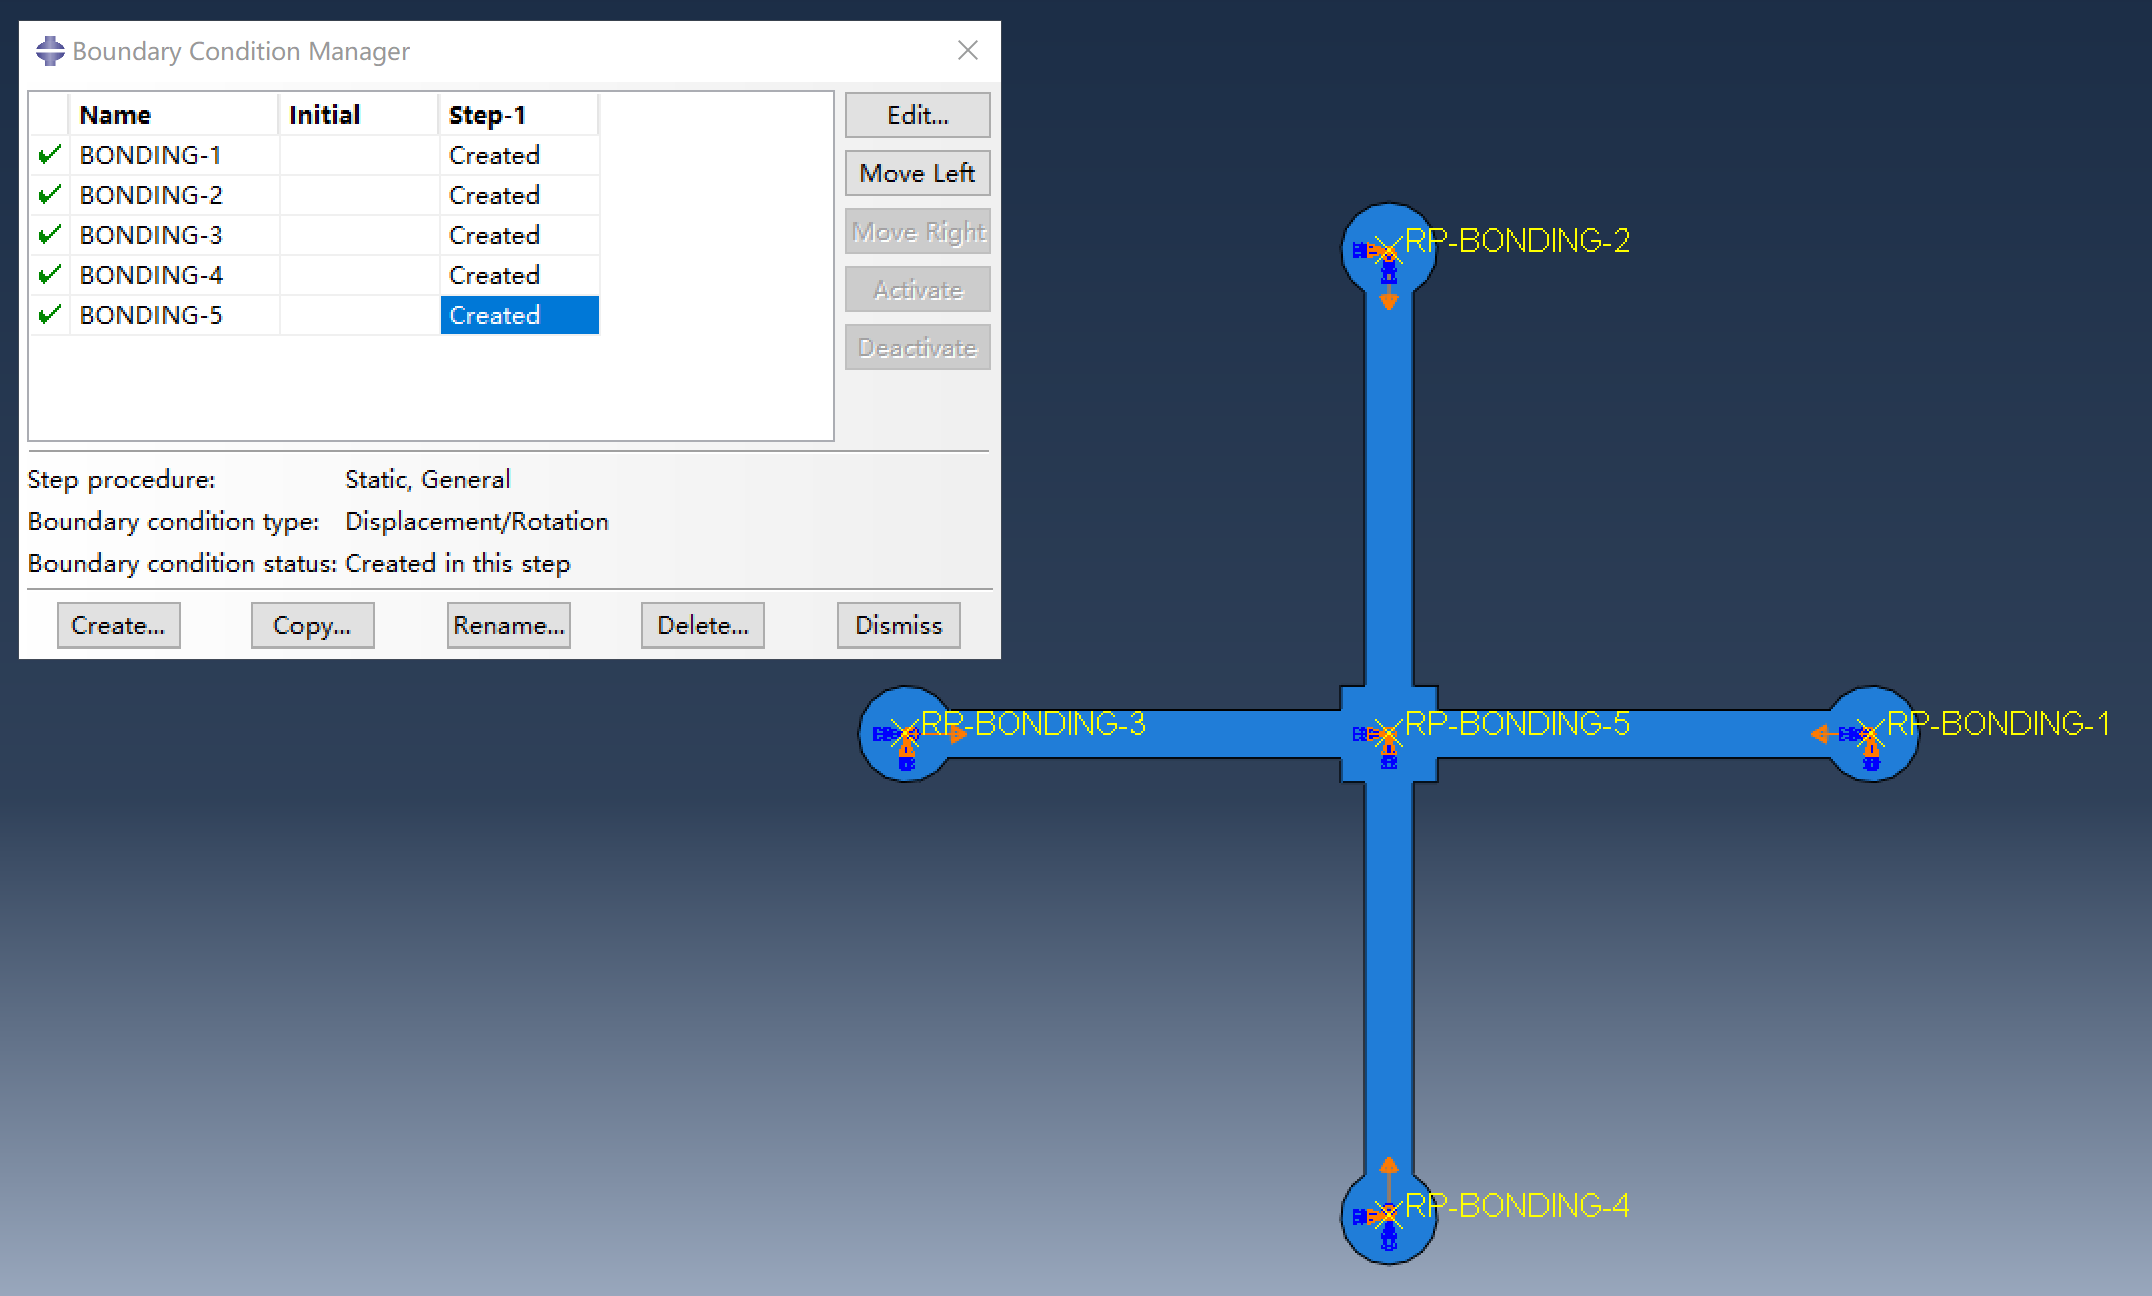 Boundary Condition Manager
Name Initial Step-1
BONDING-1 Created
BONDING-2 Created
BONDING-3 Created
BONDING-4 Created
BONDING-5 Created
Edit...
Move Left
Move Right
Activate
Deactivate
Step procedure: Static, General
Boundary condition type: Displacement/Rotation
Boundary condition status: Created in this step
Create... Copy... Rename... Delete... Dismiss
RP-BONDING-2
RP-BONDING-3 RP-BONDING-5 RP-BONDING-1
RP-BONDING-4